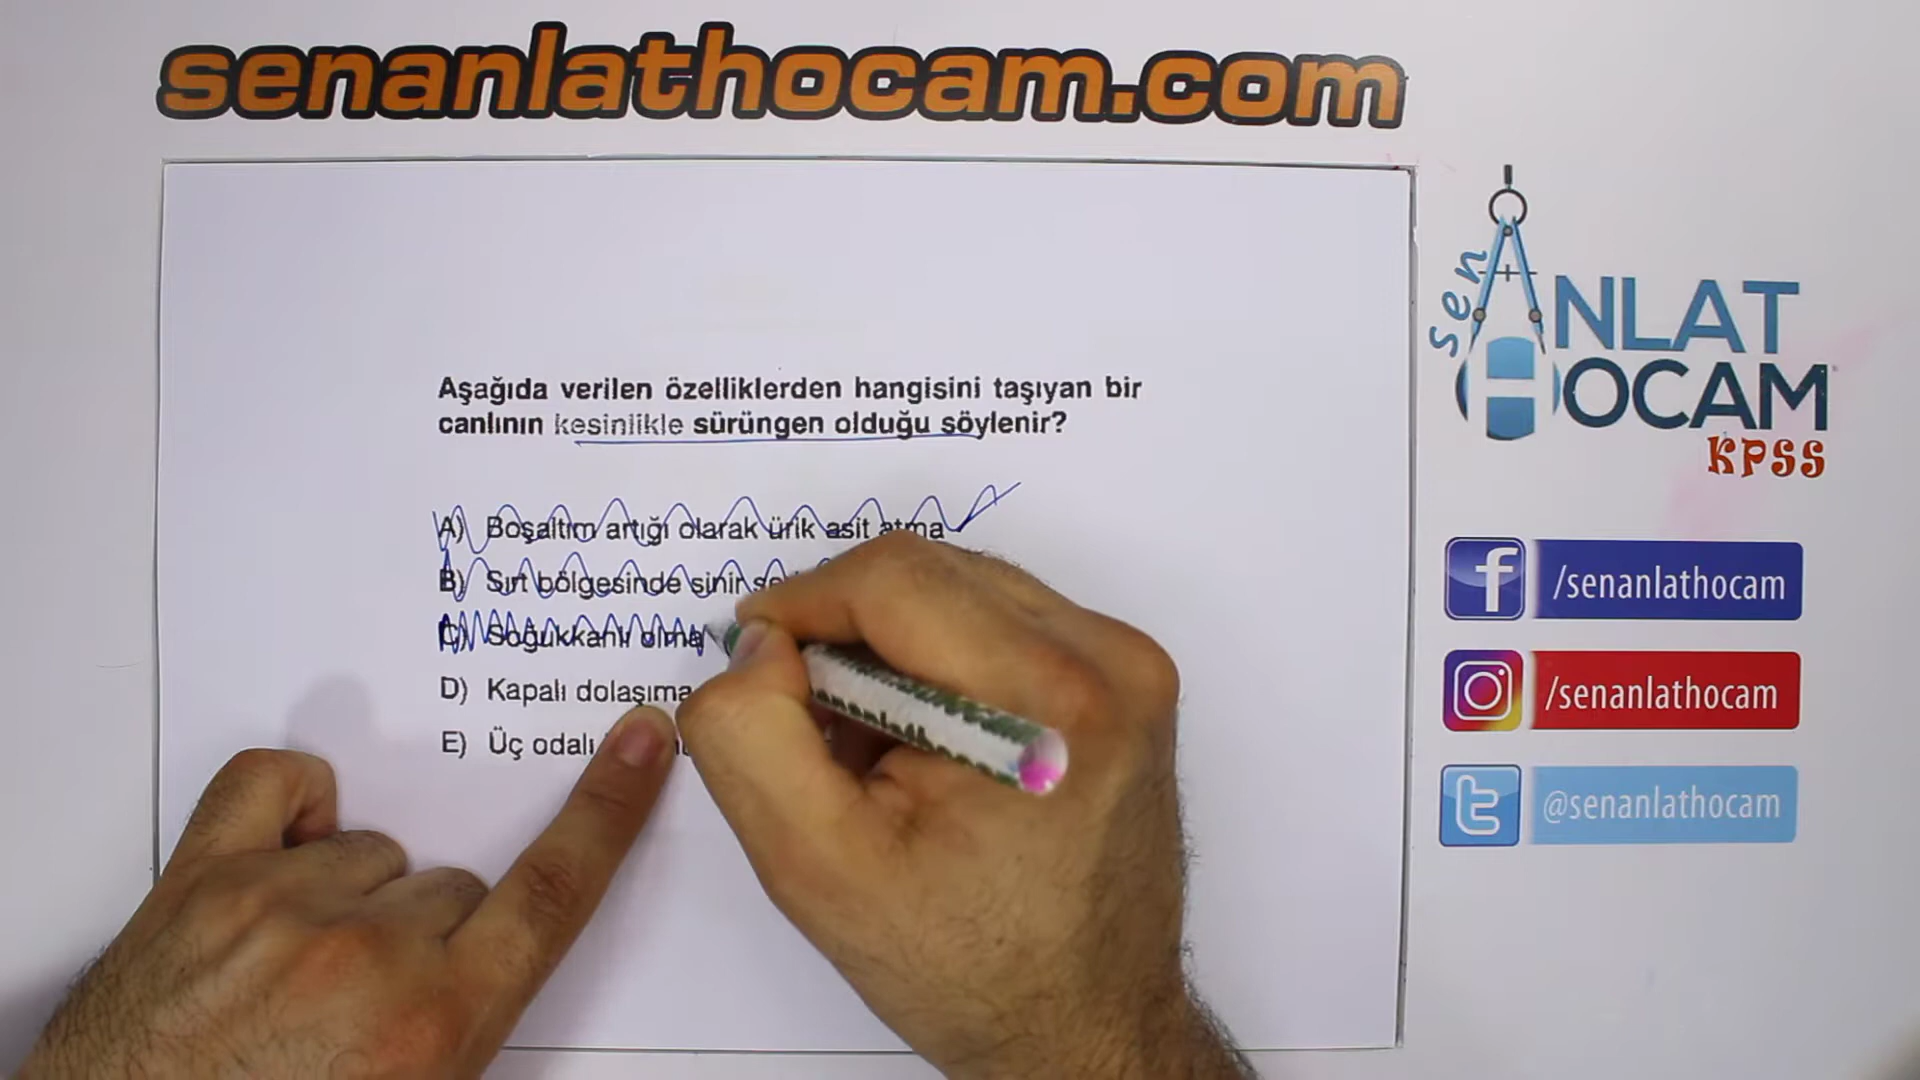 senanlathocam.com
Aşağıda verilen özelliklerden hangisini taşıyan bir
canlının kesinlikle sürüngen olduğu söylenir?
A) Boşaltım artığı olarak ürik asit atma
B) Sırt bölgesinde sinir
C) Soğukkanlı olma
D) Kapalı dolaşıma
E) Üç odalı
sen
ANLAT
HOCAM
KPSS
/senanlathocam
/senanlathocam
@senanlathocam